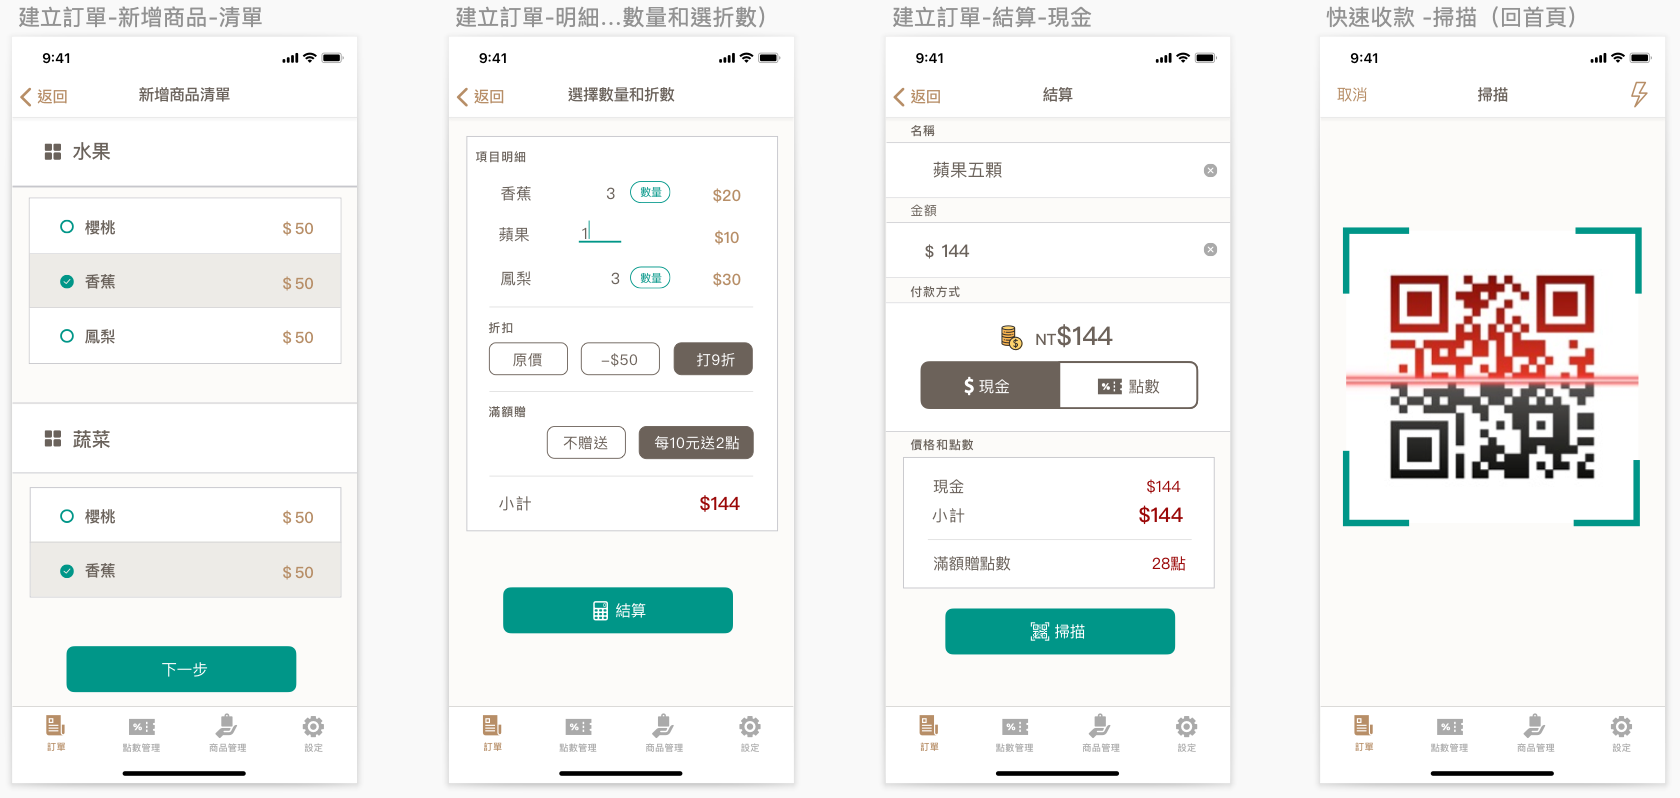 建立訂單-新增商品-清單
9:41
返回
新增商品清單
水果
櫻桃 $ 50
香蕉 $ 50
鳳梨 $ 50
蔬菜
櫻桃 $ 50
香蕉 $ 50
下一步
訂單 點數管理 商品管理 設定
建立訂單-明細...數量和選折數）
9:41
返回
選擇數量和折數
項目明細
香蕉 3 數量 $20
蘋果 1 $10
鳳梨 3 數量 $30
折扣
原價 -$50 打9折
滿額贈
不贈送 每10元送2點
小計 $144
結算
訂單 點數管理 商品管理 設定
建立訂單-結算-現金
9:41
返回
結算
名稱
蘋果五顆
金額
$ 144
付款方式
NT$144
$ 現金 點數
價格和點數
現金 $144
小計 $144
滿額贈點數 28點
掃描
訂單 點數管理 商品管理 設定
快速收款 -掃描（回首頁）
9:41
取消
掃描
訂單 點數管理 商品管理 設定